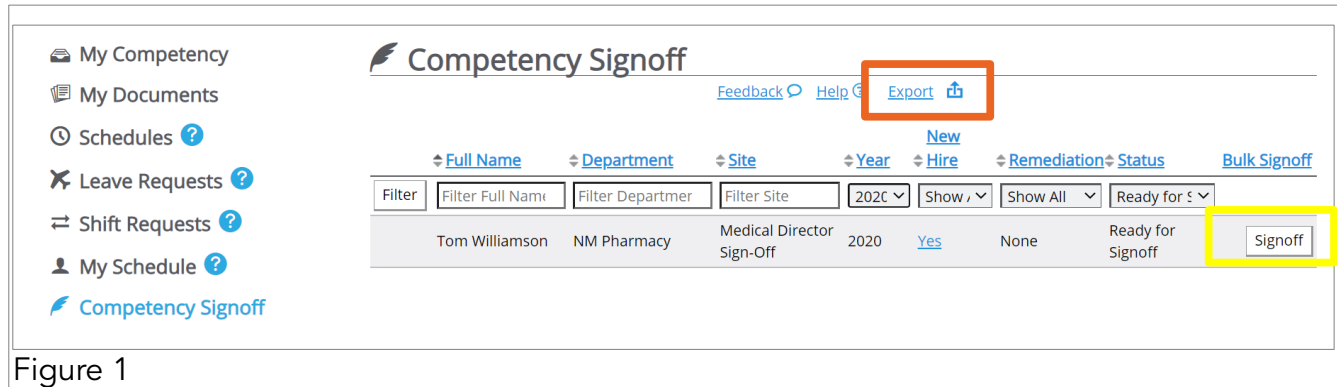 My Competency
My Documents
Schedules ?
Leave Requests ?
Shift Requests ?
My Schedule ?
Competency Signoff
Competency Signoff
Feedback Help ? Export
Full Name Department Site Year New Hire Remediation Status Bulk Signoff
Filter Filter Full Name Filter Departmer Filter Site 2020 Show Show All Ready for S
Tom Williamson NM Pharmacy Medical Director Sign-Off 2020 Yes None Ready for Signoff Signoff
Figure 1